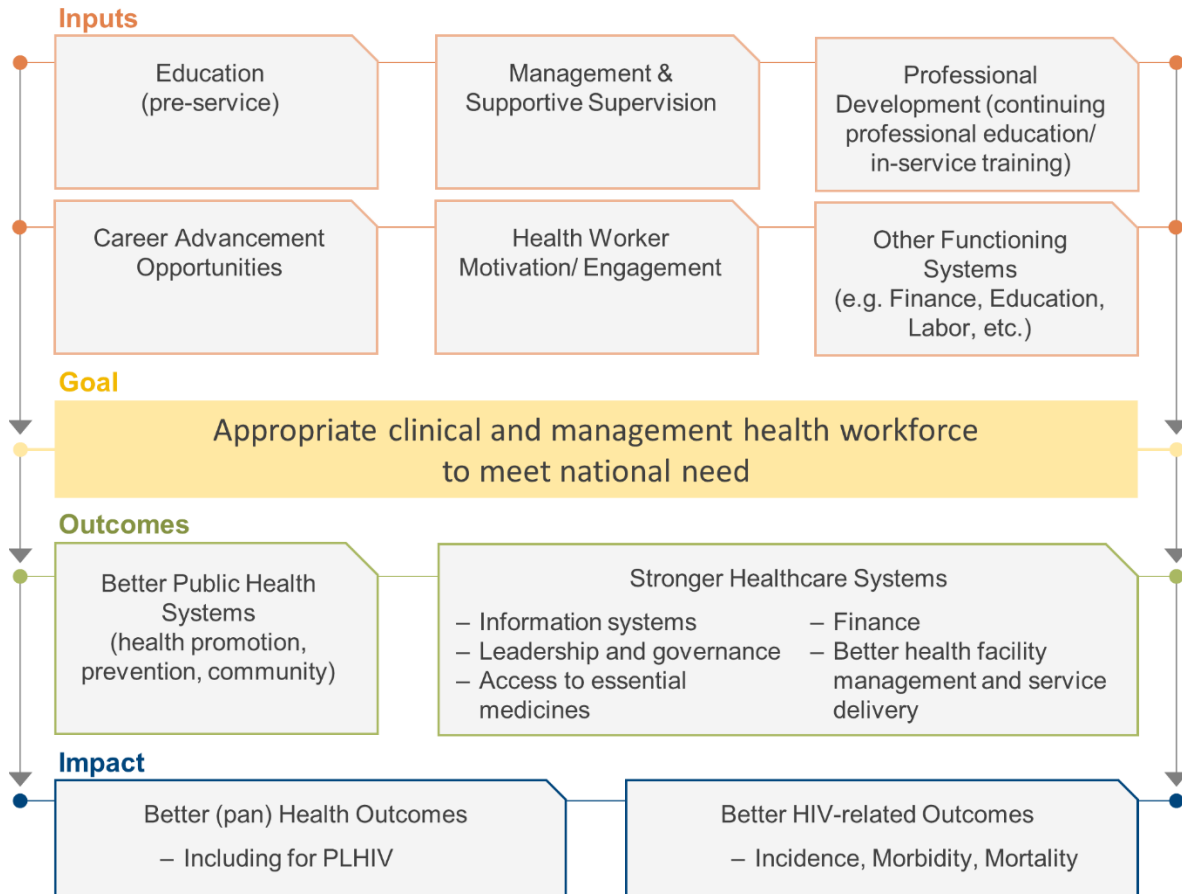 Inputs
Education
(pre-service)
Management &
Supportive Supervision
Professional
Development (continuing
professional education/
in-service training)
Career Advancement
Opportunities
Health Worker
Motivation/ Engagement
Other Functioning
Systems
(e.g. Finance, Education,
Labor, etc.)
Goal
Appropriate clinical and management health workforce
to meet national need
Outcomes
Better Public Health
Systems
(health promotion,
prevention, community)
Stronger Healthcare Systems
– Information systems
– Leadership and governance
– Access to essential
medicines
– Finance
– Better health facility
management and service
delivery
Impact
Better (pan) Health Outcomes
– Including for PLHIV
Better HIV-related Outcomes
– Incidence, Morbidity, Mortality